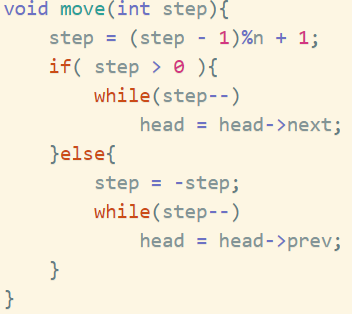 void move(int step){
    step = (step - 1)%n + 1;
    if( step > 0 ){
        while(step--)
            head = head->next;
    }else{
        step = -step;
        while(step--)
            head = head->prev;
    }
}